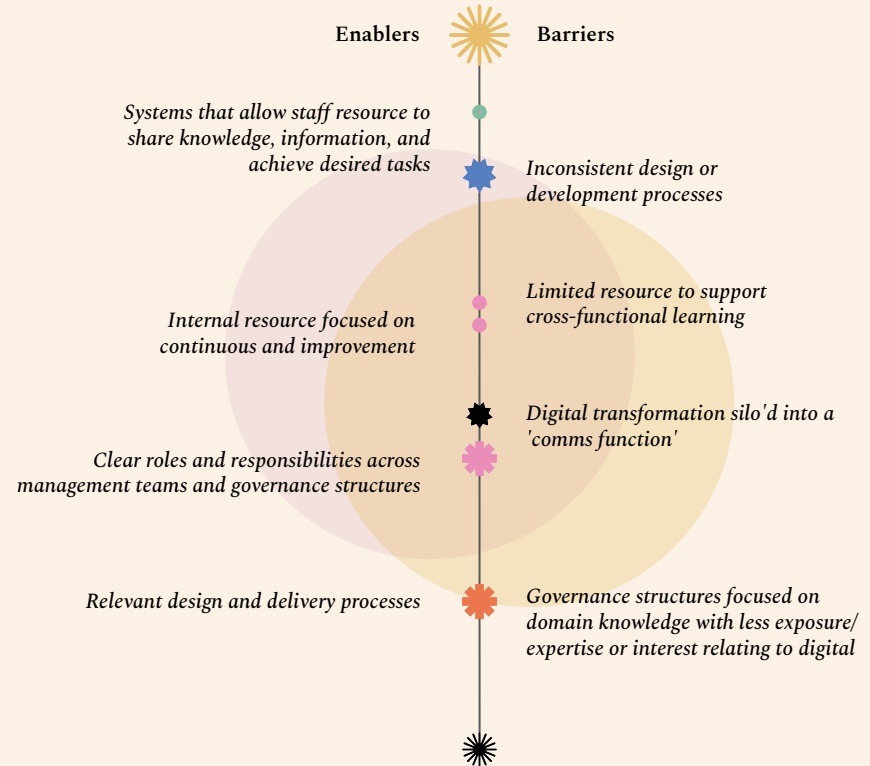 Enablers
Barriers
Systems that allow staff resource to
share knowledge, information, and
achieve desired tasks
Inconsistent design or
development processes
Limited resource to support
cross-functional learning
Internal resource focused on
continuous and improvement
Digital transformation silo'd into a
'comms function'
Clear roles and responsibilities across
management teams and governance structures
Relevant design and delivery processes
Governance structures focused on
domain knowledge with less exposure/
expertise or interest relating to digital